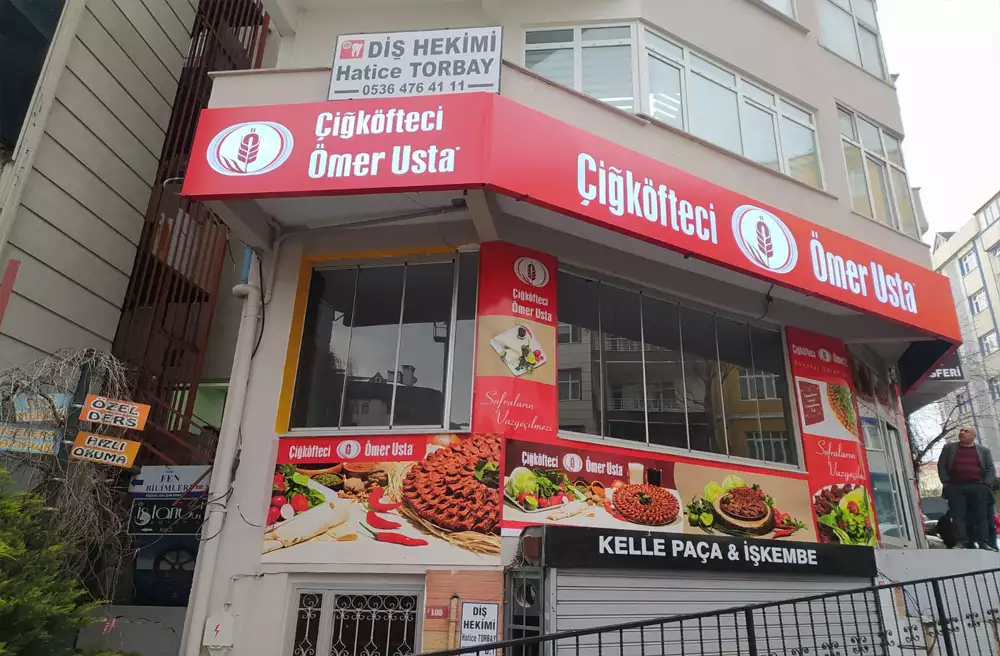 DİŞ HEKİMİ
Hatice TORBAY
0536 476 41 11
Çiğköfteci
Ömer Usta
Çiğköfteci Ömer Usta
Çiğköfteci
Ömer Usta
Sofraların
Vazgeçilmezi
Çiğköfteci Ömer Usta
Çiğköfteci Ömer Usta
Çiğköfteci Ömer Usta
Sofraların
KELLE PAÇA & İŞKEMBE
ÖZEL
DERS
HIZLI
OKUMA
FEN
BİLİMLERİ
istanbul
100
DİŞ
HEKİMİ
Hatice TORBAY